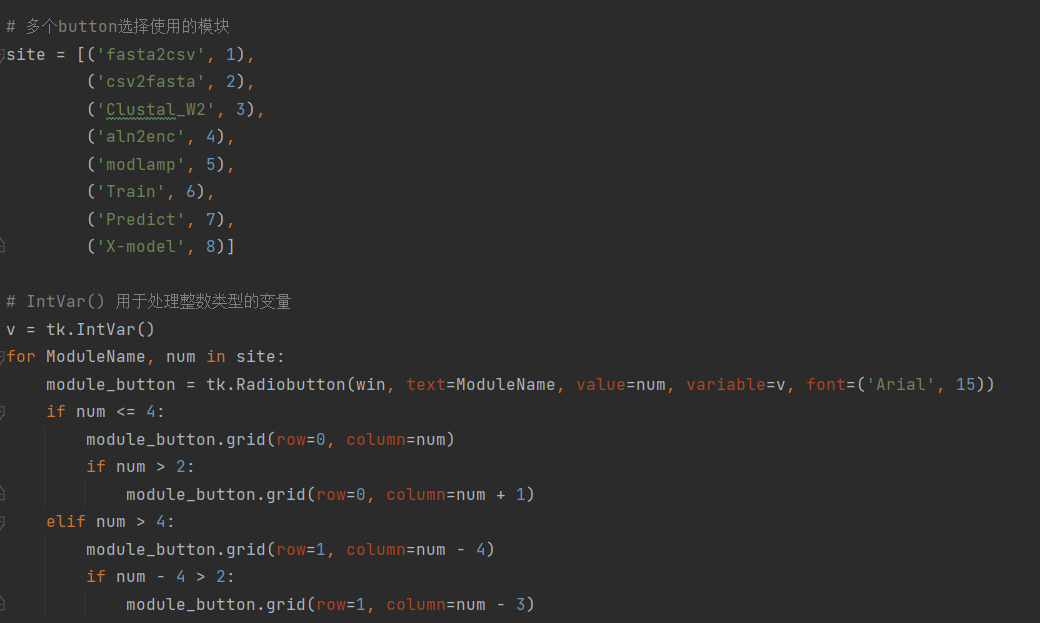 # 多个button选择使用的模块
site = [('fasta2csv', 1),
('csv2fasta', 2),
('Clustal_W2', 3),
('aln2enc', 4),
('modlamp', 5),
('Train', 6),
('Predict', 7),
('X-model', 8)]
# IntVar() 用于处理整数类型的变量
v = tk.IntVar()
for ModuleName, num in site:
module_button = tk.Radiobutton(win, text=ModuleName, value=num, variable=v, font=('Arial', 15))
if num <= 4:
module_button.grid(row=0, column=num)
if num > 2:
module_button.grid(row=0, column=num + 1)
elif num > 4:
module_button.grid(row=1, column=num - 4)
if num - 4 > 2:
module_button.grid(row=1, column=num - 3)